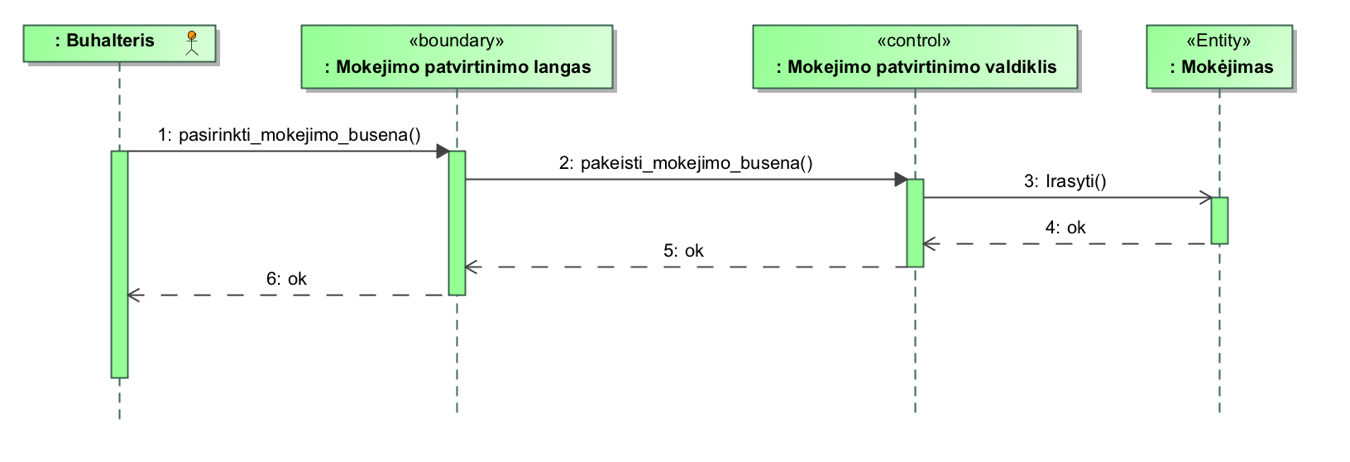 : Buhalteris
«boundary»
: Mokejimo patvirtinimo langas
«control»
: Mokejimo patvirtinimo valdiklis
«Entity»
: Mokėjimas
1: pasirinkti_mokejimo_busena()
2: pakeisti_mokejimo_busena()
3: Irasyti()
4: ok
5: ok
6: ok